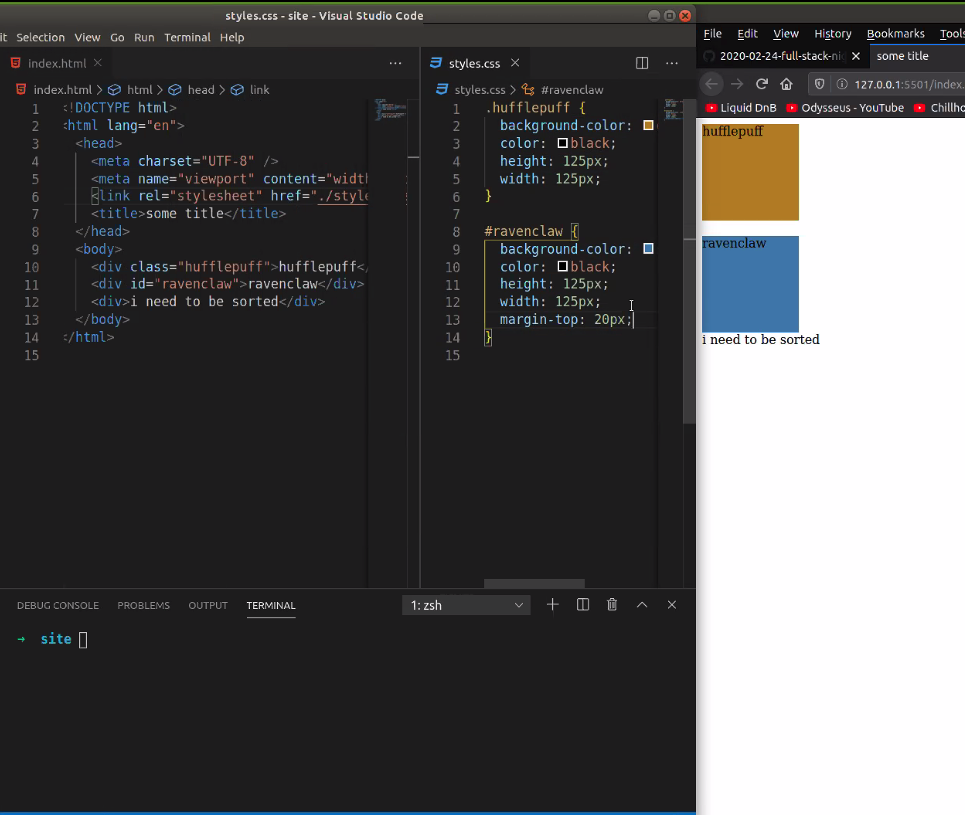 styles.css - site - Visual Studio Code
it Selection View Go Run Terminal Help
index.html
index.html > html > head > link
1 <!DOCTYPE html>
2 <html lang="en">
3 <head>
4 <meta charset="UTF-8" />
5 <meta name="viewport" content="width
6 <link rel="stylesheet" href="./style
7 <title>some title</title>
8 </head>
9 <body>
10 <div class="hufflepuff">hufflepuff</
11 <div id="ravenclaw">ravenclaw</div>
12 <div>i need to be sorted</div>
13 </body>
14 </html>
15
styles.css
styles.css > #ravenclaw
1 .hufflepuff {
2 background-color:
3 color: black;
4 height: 125px;
5 width: 125px;
6 }
7
8 #ravenclaw {
9 background-color:
10 color: black;
11 height: 125px;
12 width: 125px;
13 margin-top: 20px;
14 }
15
DEBUG CONSOLE PROBLEMS OUTPUT TERMINAL 1: zsh
→ site
File Edit View History Bookmarks Tools
2020-02-24-full-stack-ni some title
127.0.0.1:5501/index.
Liquid DnB Odysseus - YouTube Chillho
hufflepuff
ravenclaw
i need to be sorted